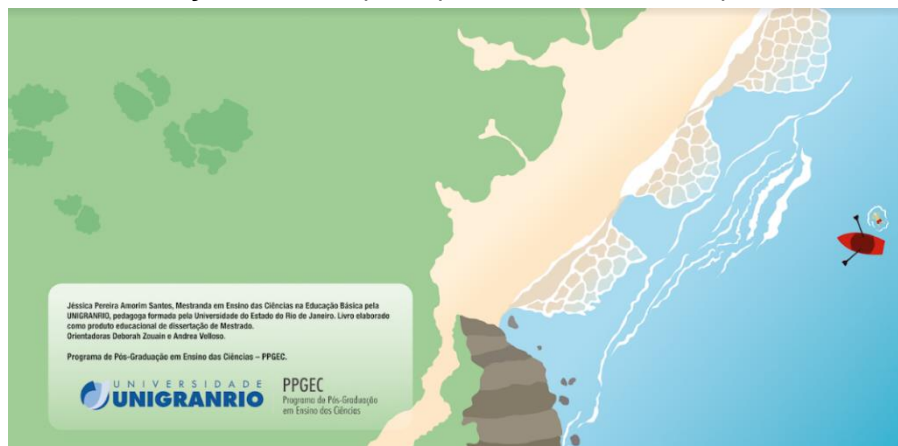 Jéssica Pereira Amorim Santos, Mestranda em Ensino das Ciências na Educação Básica pela
UNIGRANRIO, pedagoga formada pela Universidade do Estado do Rio de Janeiro. Livro elaborado
como produto educacional de dissertação de Mestrado.
Orientadoras Deborah Zouain e Andrea Velloso.
Programa de Pós-Graduação em Ensino das Ciências – PPGEC.
UNIVERSIDADE
UNIGRANRIO
PPGEC
Programa de Pós-Graduação
em Ensino das Ciências